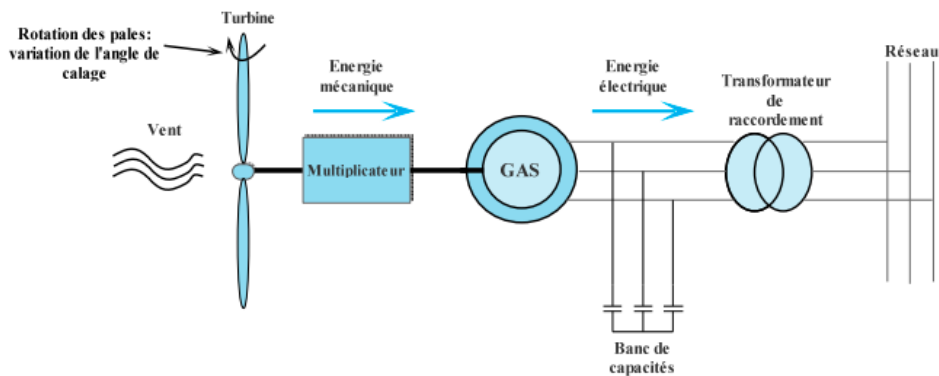 Turbine
Rotation des pales:
variation de l'angle de
calage
Vent
Energie
mécanique
Multiplicateur
GAS
Energie
électrique
Transformateur
de
raccordement
Réseau
Banc de
capacités